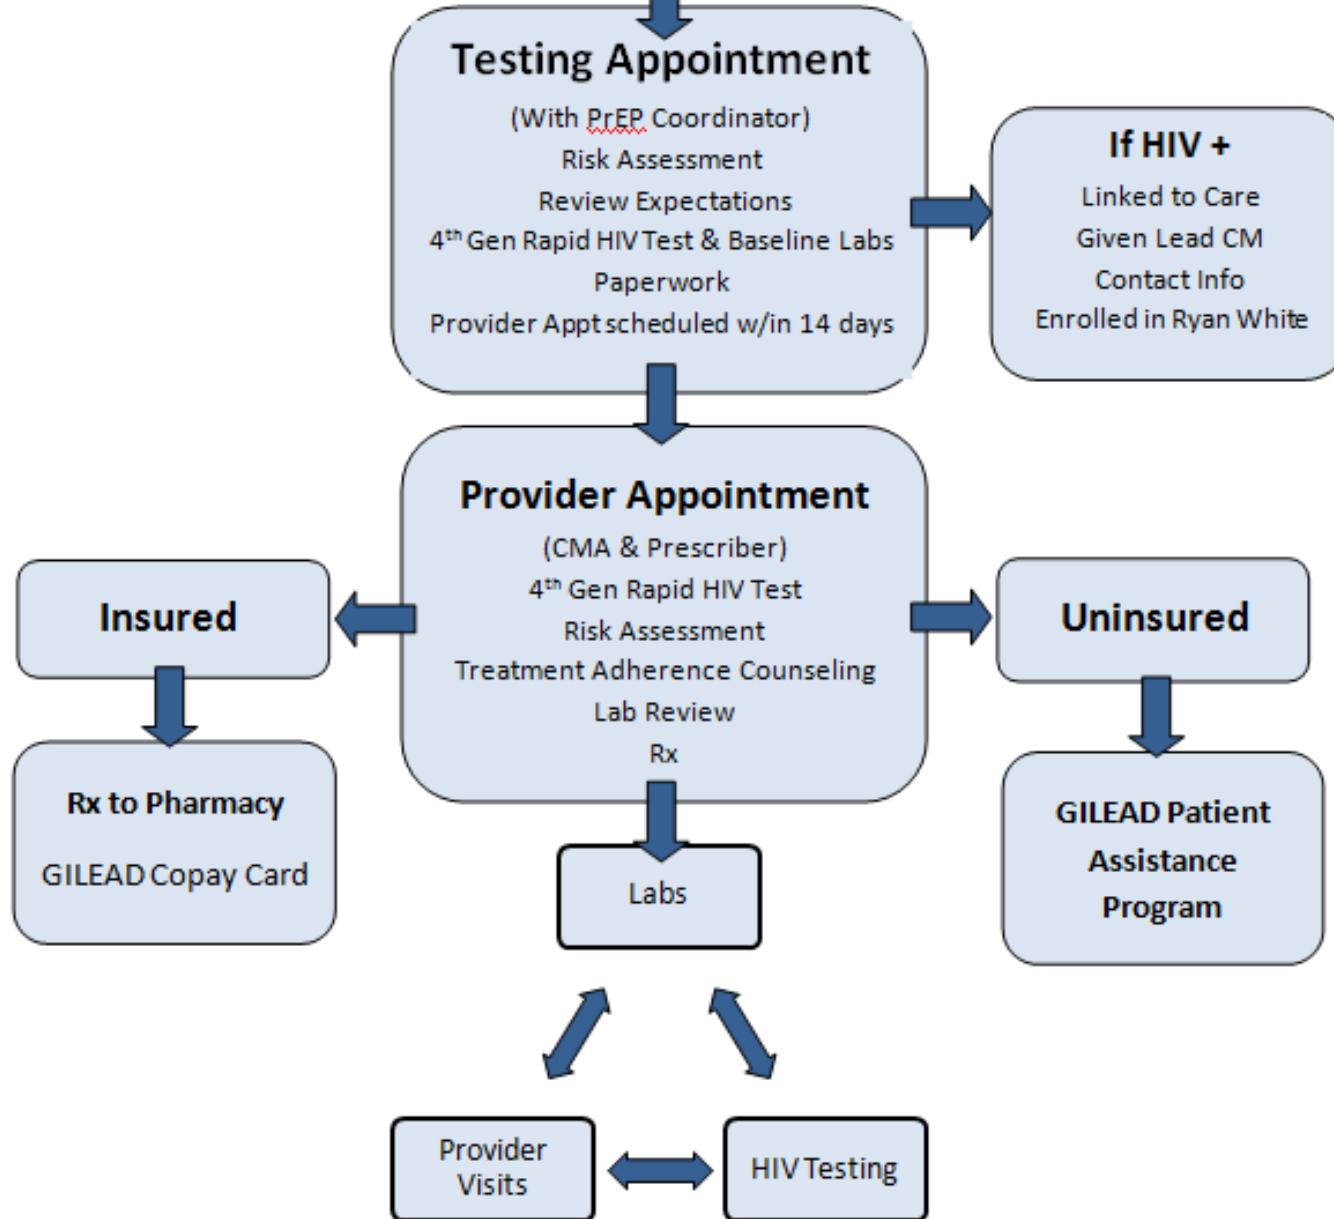 Testing Appointment
(With PrEP Coordinator)
Risk Assessment
Review Expectations
4th Gen Rapid HIV Test & Baseline Labs
Paperwork
Provider Appt scheduled w/in 14 days
If HIV +
Linked to Care
Given Lead CM
Contact Info
Enrolled in Ryan White
Provider Appointment
(CMA & Prescriber)
4th Gen Rapid HIV Test
Risk Assessment
Treatment Adherence Counseling
Lab Review
Rx
Insured
Rx to Pharmacy
GILEAD Copay Card
Uninsured
GILEAD Patient
Assistance
Program
Labs
Provider
Visits
HIV Testing